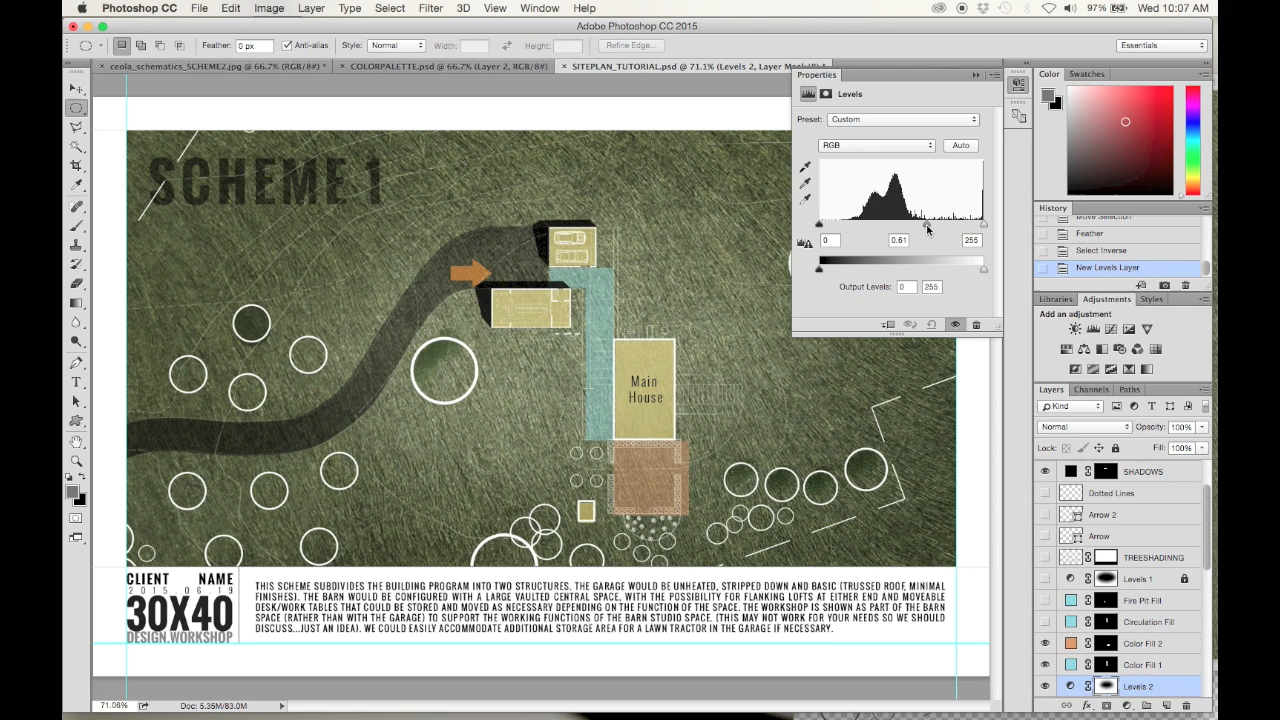 Photoshop CC File Edit Image Layer Type Select Filter 3D View Window Help 97% Wed 10:07 AM
Adobe Photoshop CC 2015
Feather: 0 px Anti-alias Style: Normal Width: Height: Refine Edge... Essentials
ceola_schematics_SCHEME2.jpg @ 66.7% (RGB/8#) * COLORPALETTE.psd @ 66.7% (Layer 2, RGB/8#) SITEPLAN_TUTORIAL.psd @ 71.1% (Levels 2, Layer Mask/8) *
Properties
Levels
Preset: Custom
RGB Auto
0 0.61 255
Output Levels: 0 255
Color Swatches
History
Move Selection
Feather
Select Inverse
New Levels Layer
Libraries Adjustments Styles
Add an adjustment
Layers Channels Paths
Kind
Normal Opacity: 100%
Lock: Fill: 100%
SHADOWS
Dotted Lines
Arrow 2
Arrow
TREESHADINNG
Levels 1
Fire Pit Fill
Circulation Fill
Color Fill 2
Color Fill 1
Levels 2
SCHEME 1
Main
House
CLIENT NAME
2015.06.19
30X40
DESIGN.WORKSHOP
THIS SCHEME SUBDIVIDES THE BUILDING PROGRAM INTO TWO STRUCTURES. THE GARAGE WOULD BE UNHEATED, STRIPPED DOWN AND BASIC (TRUSSED ROOF, MINIMAL
FINISHES). THE BARN WOULD BE CONFIGURED WITH A LARGE VAULTED CENTRAL SPACE, WITH THE POSSIBILITY FOR FLANKING LOFTS AT EITHER END AND MOVEABLE
DESK/WORK TABLES THAT COULD BE STORED AND MOVED AS NECESSARY DEPENDING ON THE FUNCTION OF THE SPACE. THE WORKSHOP IS SHOWN AS PART OF THE BARN
SPACE (RATHER THAN WITH THE GARAGE) TO SUPPORT THE WORKING FUNCTIONS OF THE BARN STUDIO SPACE. (THIS MAY NOT WORK FOR YOUR NEEDS SO WE SHOULD
DISCUSS...JUST AN IDEA). WE COULD EASILY ACCOMMODATE ADDITIONAL STORAGE AREA FOR A LAWN TRACTOR IN THE GARAGE IF NECESSARY.
71.06% Doc: 5.35M/83.0M